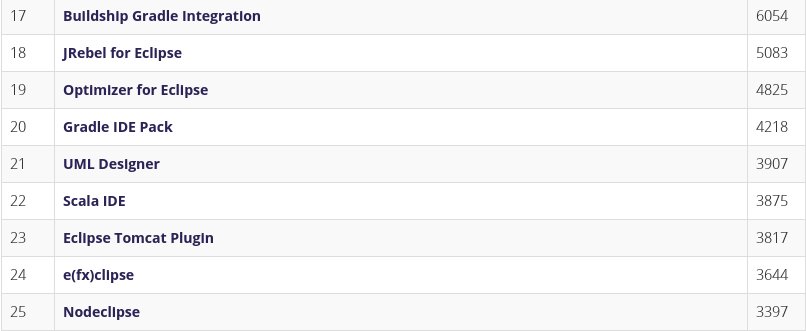 17 Buildship Gradle Integration 6054
18 JRebel for Eclipse 5083
19 Optimizer for Eclipse 4825
20 Gradle IDE Pack 4218
21 UML Designer 3907
22 Scala IDE 3875
23 Eclipse Tomcat Plugin 3817
24 e(fx)clipse 3644
25 Nodeclipse 3397